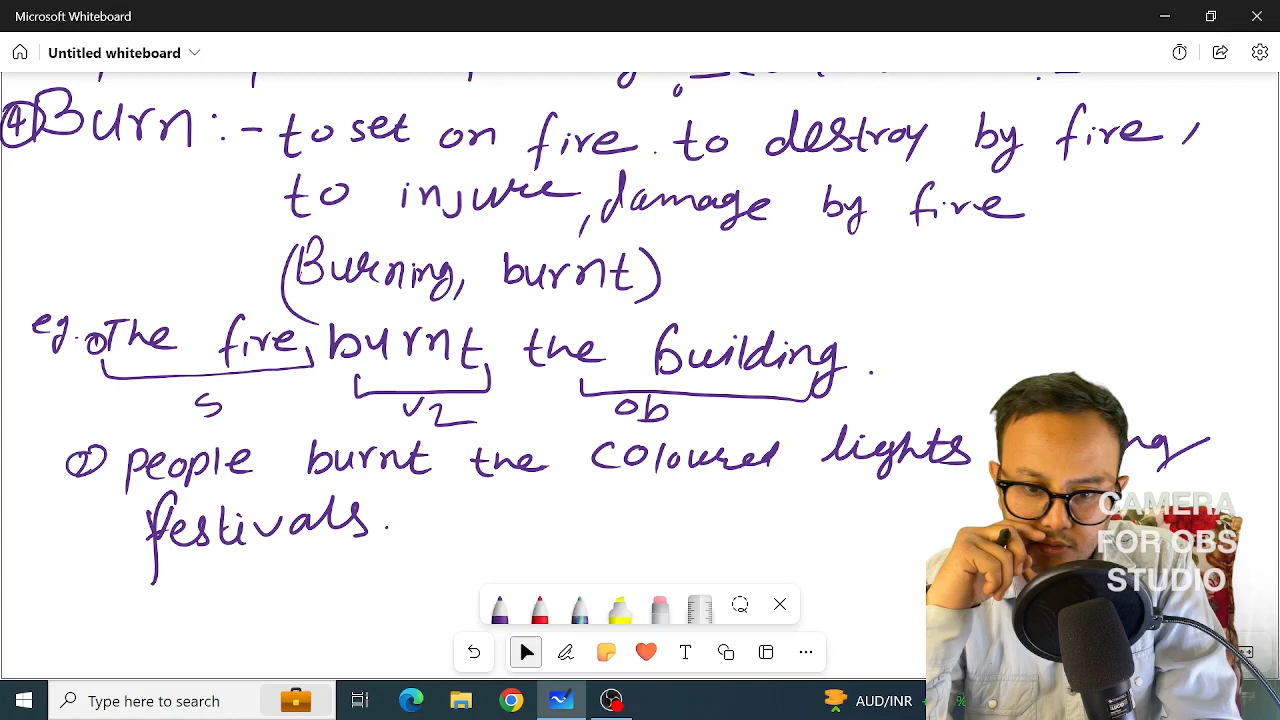 Microsoft Whiteboard
Untitled whiteboard
④ Burn :- to set on fire. to destroy by fire,
to injure, damage by fire
(Burning, burnt)
eg. ① The fire burnt the building.
S V2 ob
② people burnt the coloured lights
festivals.
CAMERA
FOR OBS
STUDIO
Type here to search
AUD/INR